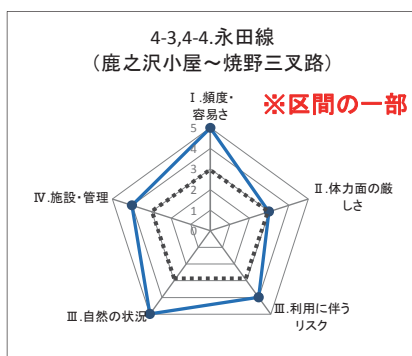 4-3,4-4.永田線
(鹿之沢小屋～焼野三叉路)
※区間の一部
Ⅰ.頻度・
容易さ
5
4
3
2
1
0
Ⅱ.体力面の厳
しさ
Ⅲ.利用に伴う
リスク
Ⅲ.自然の状況
Ⅳ.施設・管理